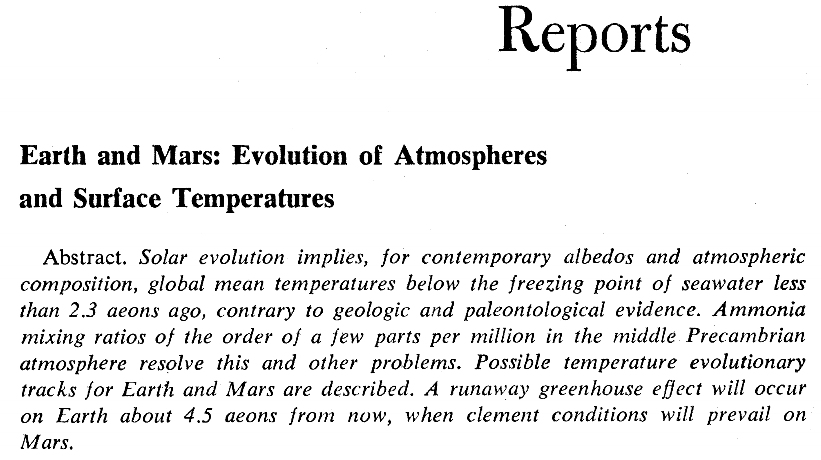 Reports
Earth and Mars: Evolution of Atmospheres
and Surface Temperatures
Abstract. Solar evolution implies, for contemporary albedos and atmospheric
composition, global mean temperatures below the freezing point of seawater less
than 2.3 aeons ago, contrary to geologic and paleontological evidence. Ammonia
mixing ratios of the order of a few parts per million in the middle Precambrian
atmosphere resolve this and other problems. Possible temperature evolutionary
tracks for Earth and Mars are described. A runaway greenhouse effect will occur
on Earth about 4.5 aeons from now, when clement conditions will prevail on
Mars.